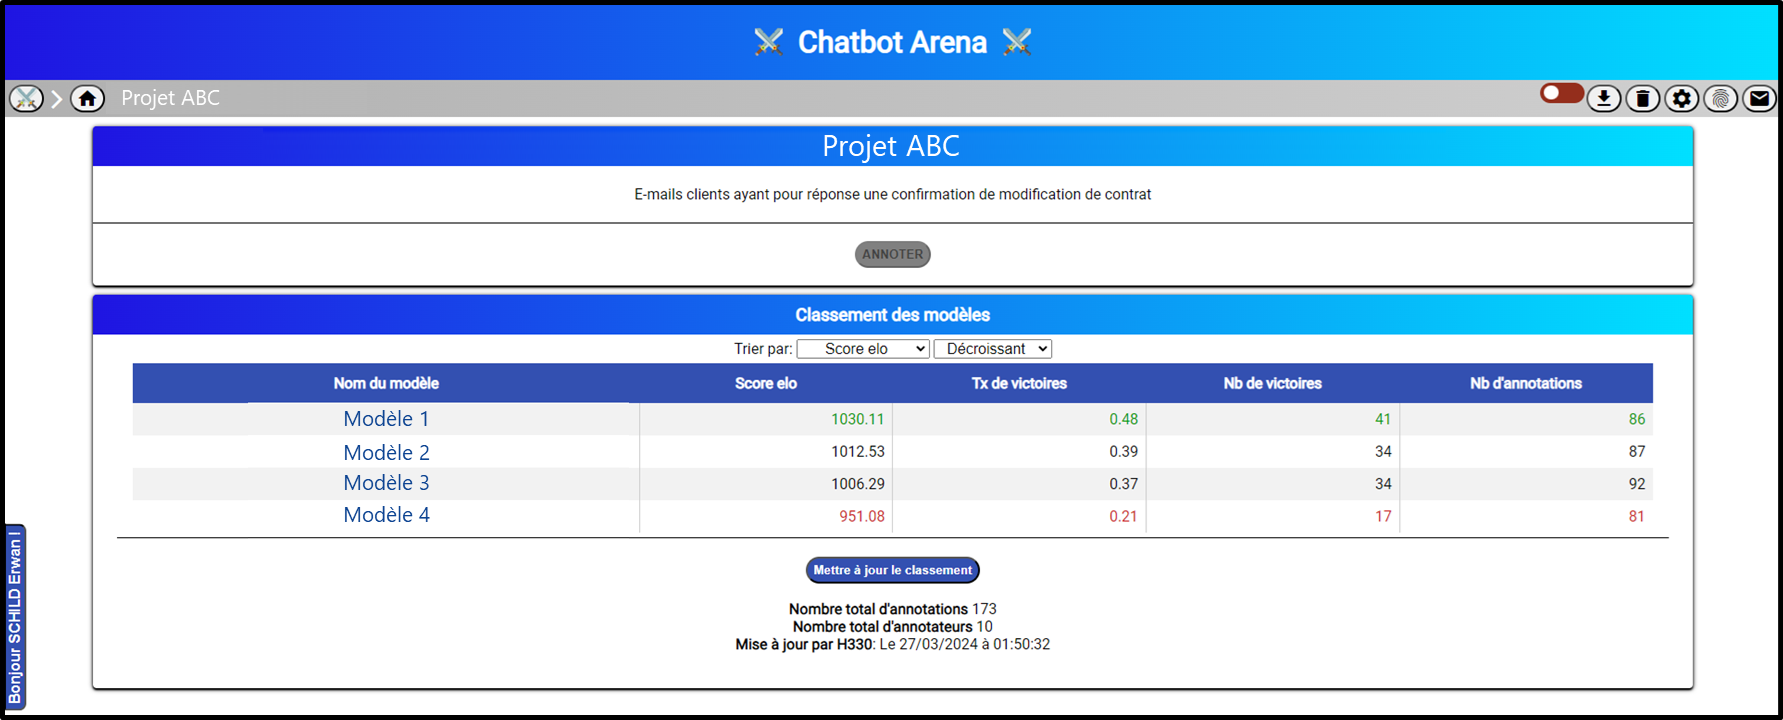 Chatbot Arena
Projet ABC
Projet ABC
E-mails clients ayant pour réponse une confirmation de modification de contrat
ANNOTER
Classement des modèles
Trier par: Score elo Décroissant
Nom du modèle Score elo Tx de victoires Nb de victoires Nb d'annotations
Modèle 1 1030.11 0.48 41 86
Modèle 2 1012.53 0.39 34 87
Modèle 3 1006.29 0.37 34 92
Modèle 4 951.08 0.21 17 81
Mettre à jour le classement
Nombre total d'annotations 173
Nombre total d'annotateurs 10
Mise à jour par H330: Le 27/03/2024 à 01:50:32
Bonjour SCHILD Erwan !